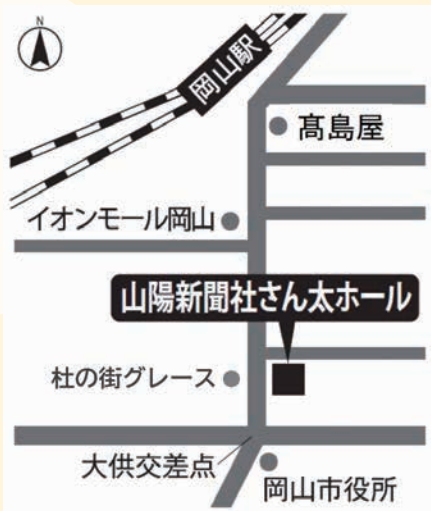 N
岡山駅
髙島屋
イオンモール岡山
山陽新聞社さん太ホール
杜の街グレース
大供交差点
岡山市役所